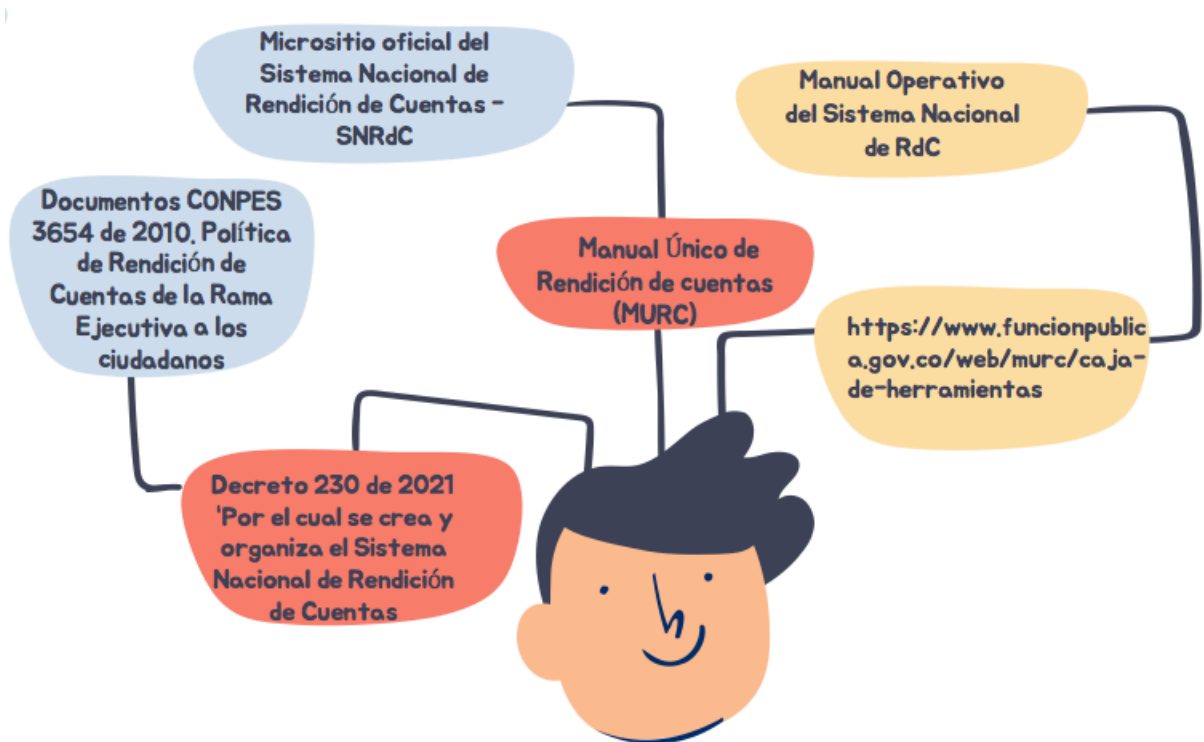 Micrositio oficial del
Sistema Nacional de
Rendición de Cuentas -
SNRdC
Manual Operativo
del Sistema Nacional
de RdC
Documentos CONPES
3654 de 2010. Política
de Rendición de
Cuentas de la Rama
Ejecutiva a los
ciudadanos
Manual Único de
Rendición de cuentas
(MURC)
https://www.funcionpublic
a.gov.co/web/murc/caja-
de-herramientas
Decreto 230 de 2021
'Por el cual se crea y
organiza el Sistema
Nacional de Rendición
de Cuentas